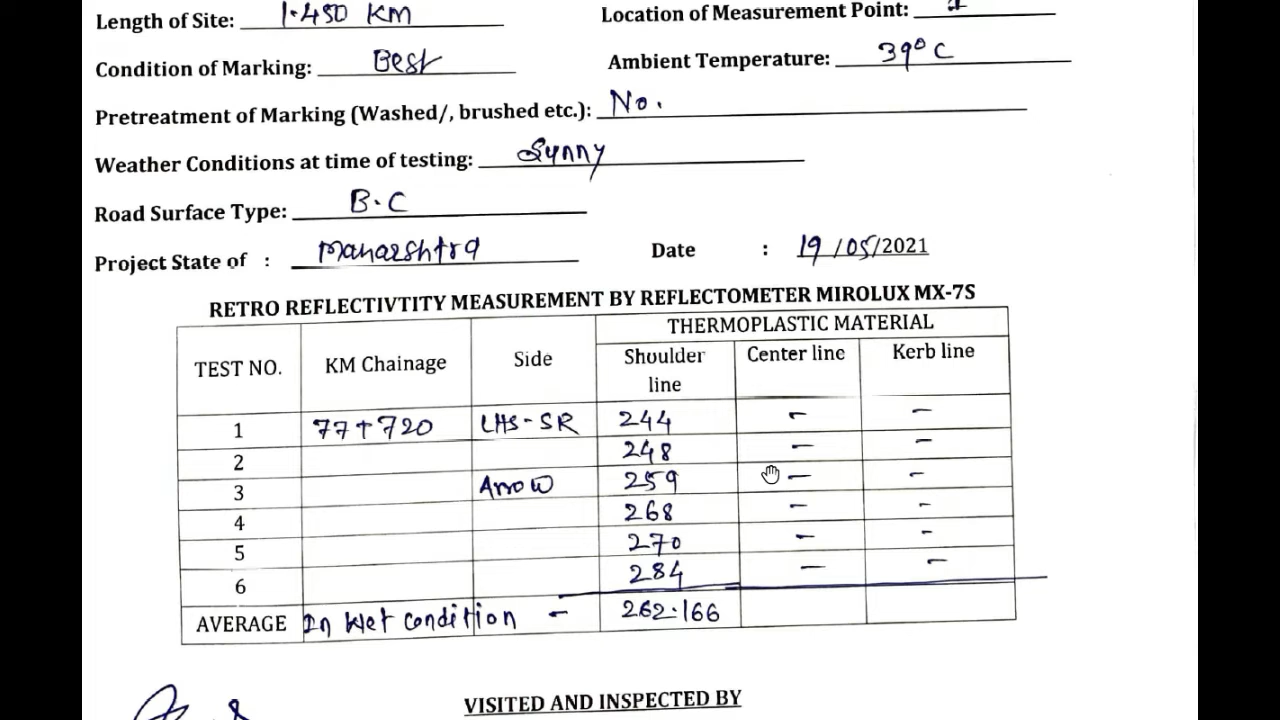 Length of Site: 1.450 KM Location of Measurement Point:
Condition of Marking: Best Ambient Temperature: 39°C
Pretreatment of Marking (Washed/, brushed etc.): No.
Weather Conditions at time of testing: Sunny
Road Surface Type: B.C
Project State of : Maharshtra Date : 19/05/2021
RETRO REFLECTIVTITY MEASUREMENT BY REFLECTOMETER MIROLUX MX-7S
TEST NO. KM Chainage Side THERMOPLASTIC MATERIAL
Shoulder line Center line Kerb line
1 77+720 LHS-SR 244 - -
2 248 - -
3 Arrow 259 - -
4 268 - -
5 270 - -
6 284 - -
AVERAGE In Wet condition - 262.166
VISITED AND INSPECTED BY